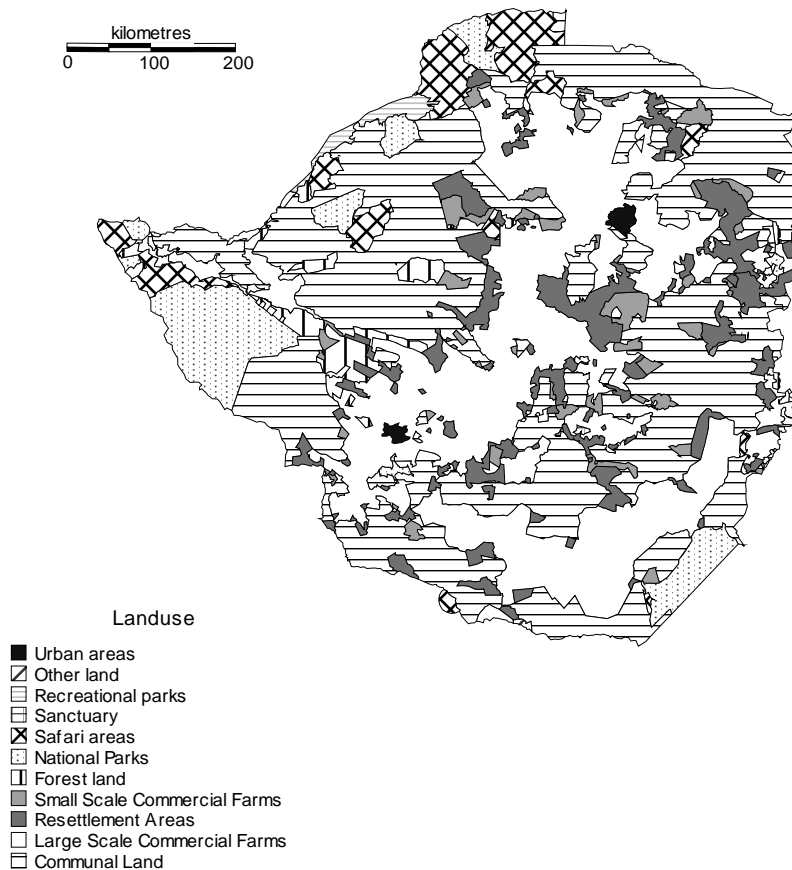 kilometres
0 100 200
Landuse
Urban areas
Other land
Recreational parks
Sanctuary
Safari areas
National Parks
Forest land
Small Scale Commercial Farms
Resettlement Areas
Large Scale Commercial Farms
Communal Land